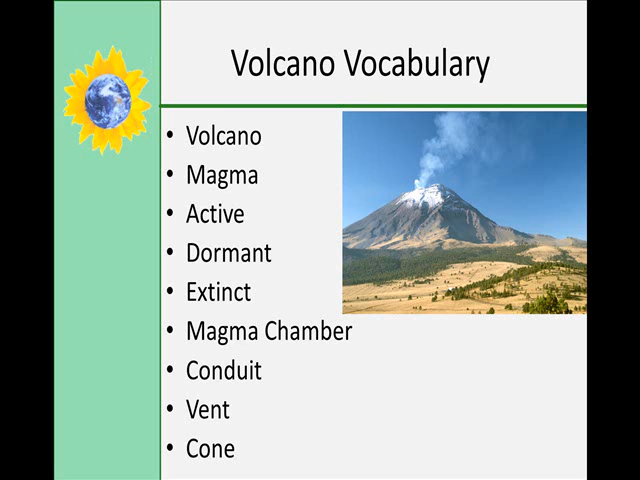 Volcano Vocabulary
• Volcano
• Magma
• Active
• Dormant
• Extinct
• Magma Chamber
• Conduit
• Vent
• Cone